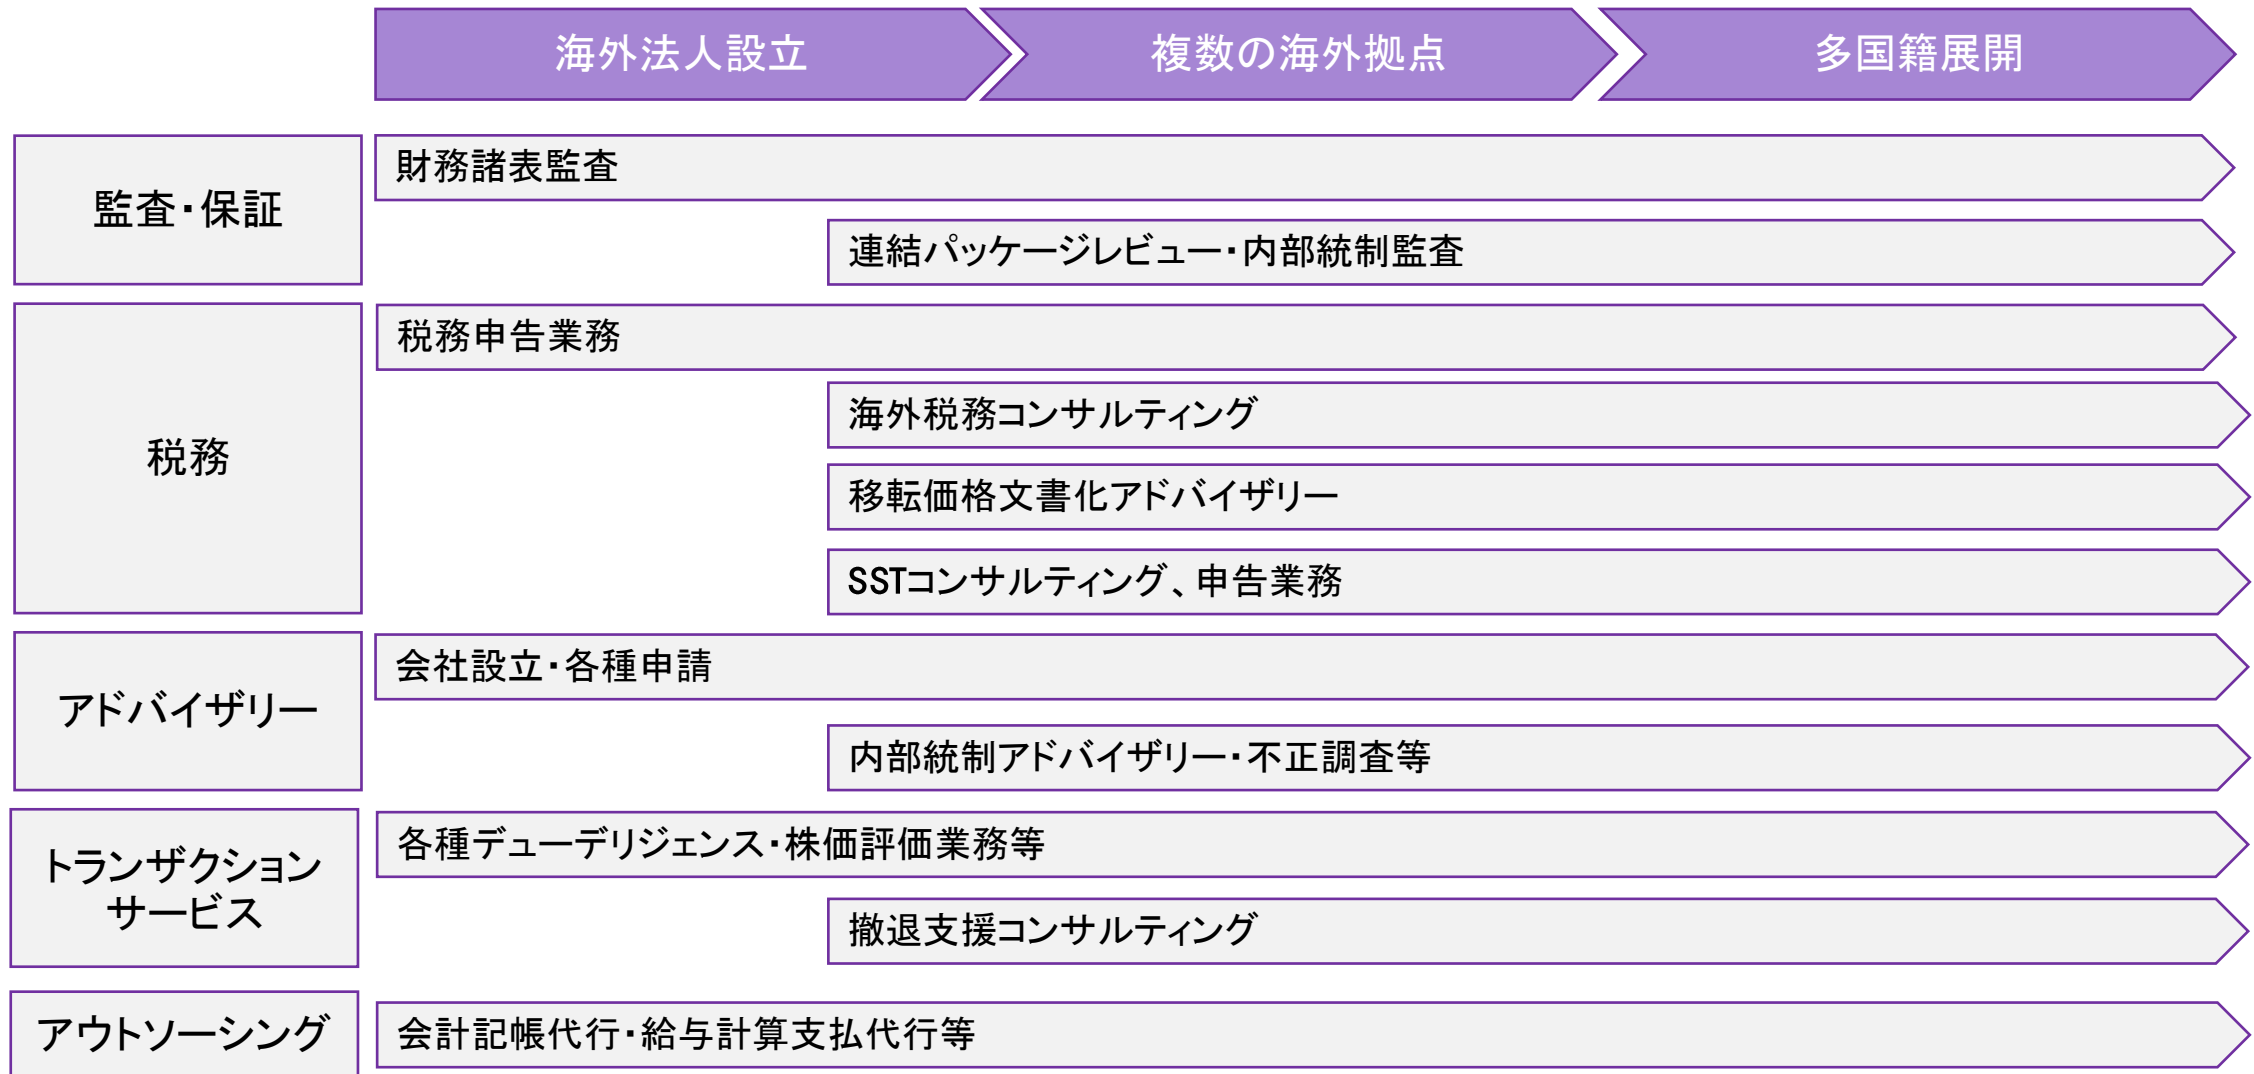 海外法人設立
複数の海外拠点
多国籍展開
監査・保証
財務諸表監査
連結パッケージレビュー・内部統制監査
税務
税務申告業務
海外税務コンサルティング
移転価格文書化アドバイザリー
SSTコンサルティング、申告業務
アドバイザリー
会社設立・各種申請
内部統制アドバイザリー・不正調査等
トランザクション
サービス
各種デューデリジェンス・株価評価業務等
撤退支援コンサルティング
アウトソーシング
会計記帳代行・給与計算支払代行等